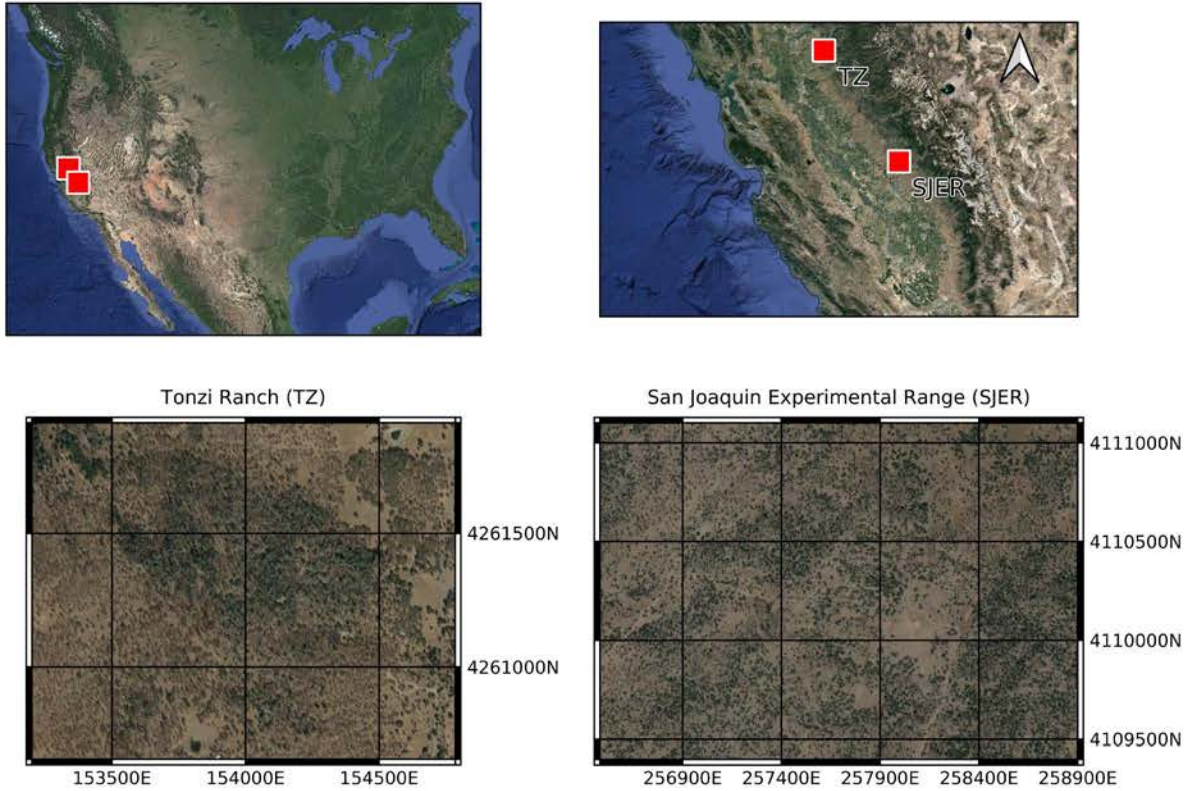 TZ
SJER
Tonzi Ranch (TZ)
4261500N
4261000N
153500E
154000E
154500E
San Joaquin Experimental Range (SJER)
4111000N
4110500N
4110000N
4109500N
256900E
257400E
257900E
258400E
258900E